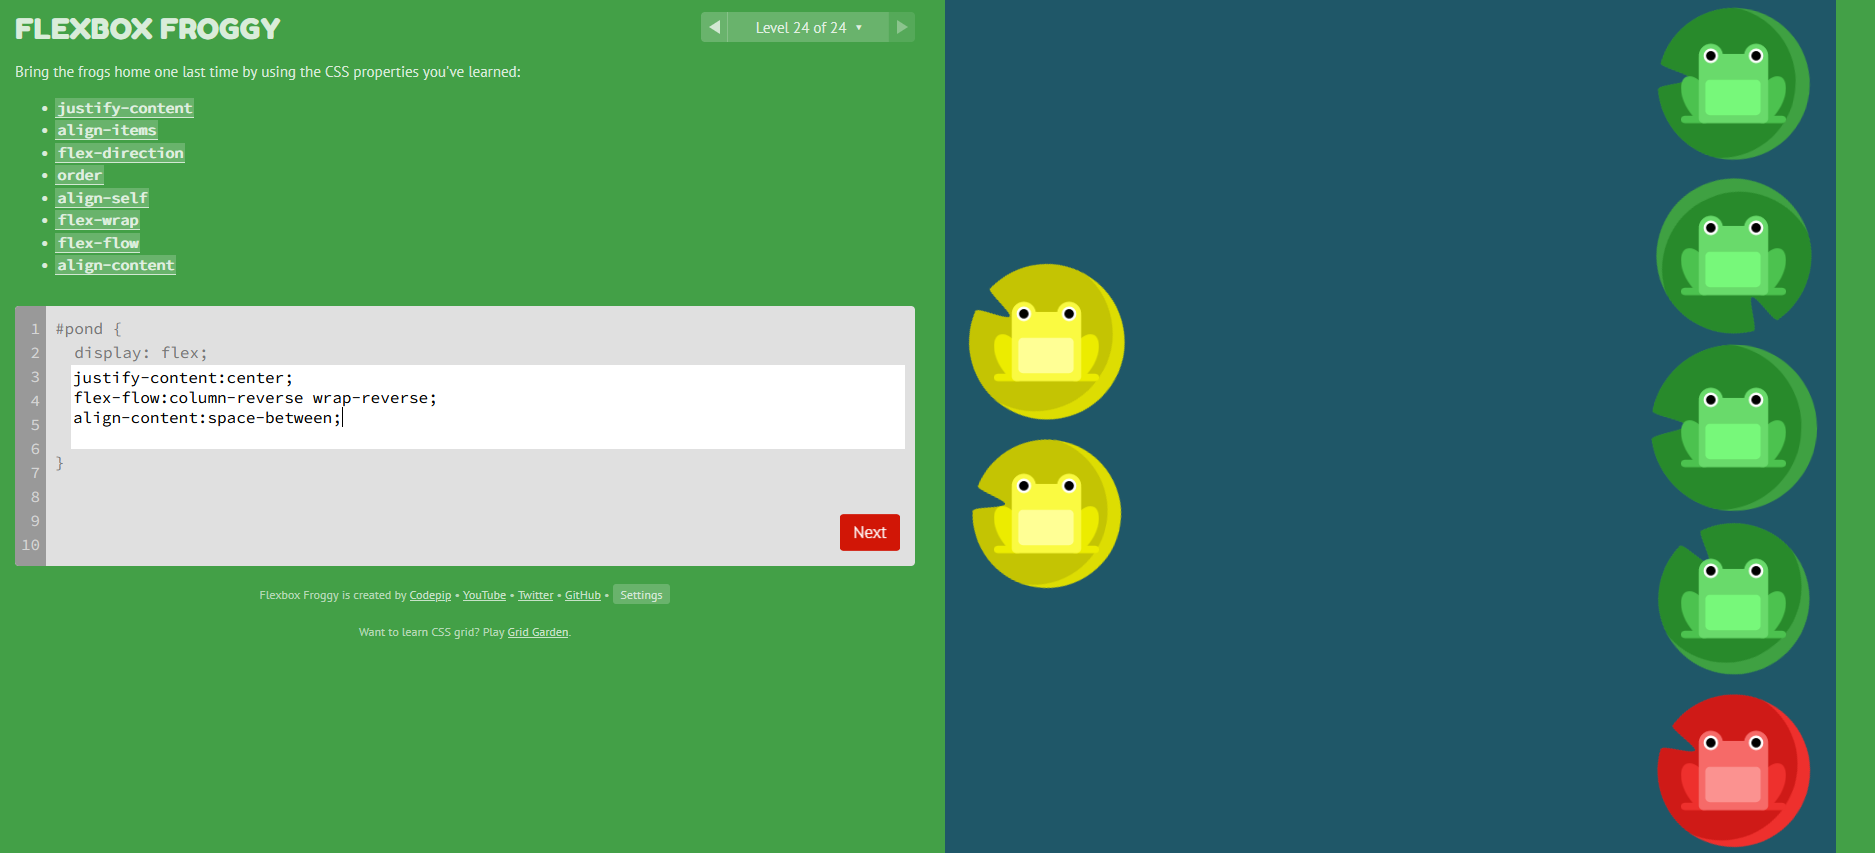 FLEXBOX FROGGY
◀ Level 24 of 24 ▼ ▶
Bring the frogs home one last time by using the CSS properties you've learned:
• justify-content
• align-items
• flex-direction
• order
• align-self
• flex-wrap
• flex-flow
• align-content
1 #pond {
2 display: flex;
3 justify-content:center;
4 flex-flow:column-reverse wrap-reverse;
5 align-content:space-between;
6
7 }
8
9
10
Next
Flexbox Froggy is created by Codepip • YouTube • Twitter • GitHub • Settings
Want to learn CSS grid? Play Grid Garden.